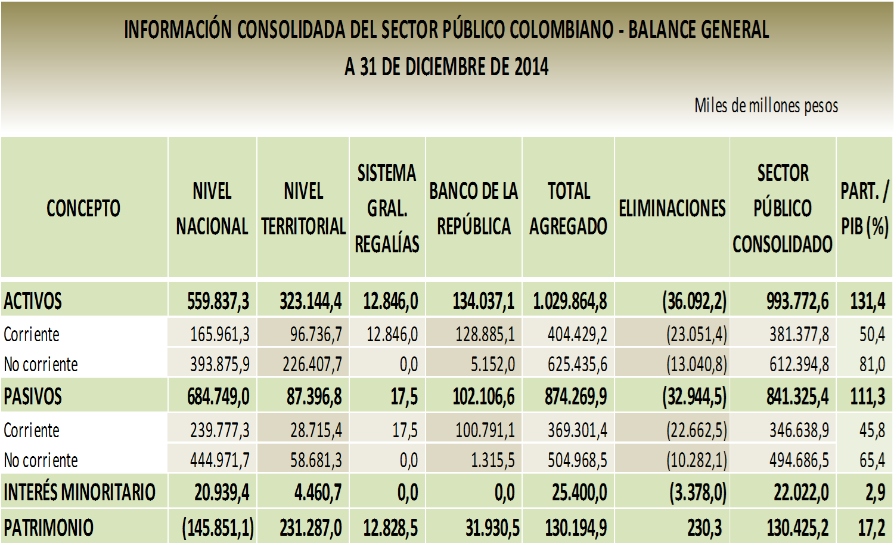 INFORMACIÓN CONSOLIDADA DEL SECTOR PÚBLICO COLOMBIANO - BALANCE GENERAL
A 31 DE DICIEMBRE DE 2014
Miles de millones pesos
CONCEPTO NIVEL NACIONAL NIVEL TERRITORIAL SISTEMA GRAL. REGALÍAS BANCO DE LA REPÚBLICA TOTAL AGREGADO ELIMINACIONES SECTOR PÚBLICO CONSOLIDADO PART. / PIB (%)
ACTIVOS 559.837,3 323.144,4 12.846,0 134.037,1 1.029.864,8 (36.092,2) 993.772,6 131,4
Corriente 165.961,3 96.736,7 12.846,0 128.885,1 404.429,2 (23.051,4) 381.377,8 50,4
No corriente 393.875,9 226.407,7 0,0 5.152,0 625.435,6 (13.040,8) 612.394,8 81,0
PASIVOS 684.749,0 87.396,8 17,5 102.106,6 874.269,9 (32.944,5) 841.325,4 111,3
Corriente 239.777,3 28.715,4 17,5 100.791,1 369.301,4 (22.662,5) 346.638,9 45,8
No corriente 444.971,7 58.681,3 0,0 1.315,5 504.968,5 (10.282,1) 494.686,5 65,4
INTERÉS MINORITARIO 20.939,4 4.460,7 0,0 0,0 25.400,0 (3.378,0) 22.022,0 2,9
PATRIMONIO (145.851,1) 231.287,0 12.828,5 31.930,5 130.194,9 230,3 130.425,2 17,2